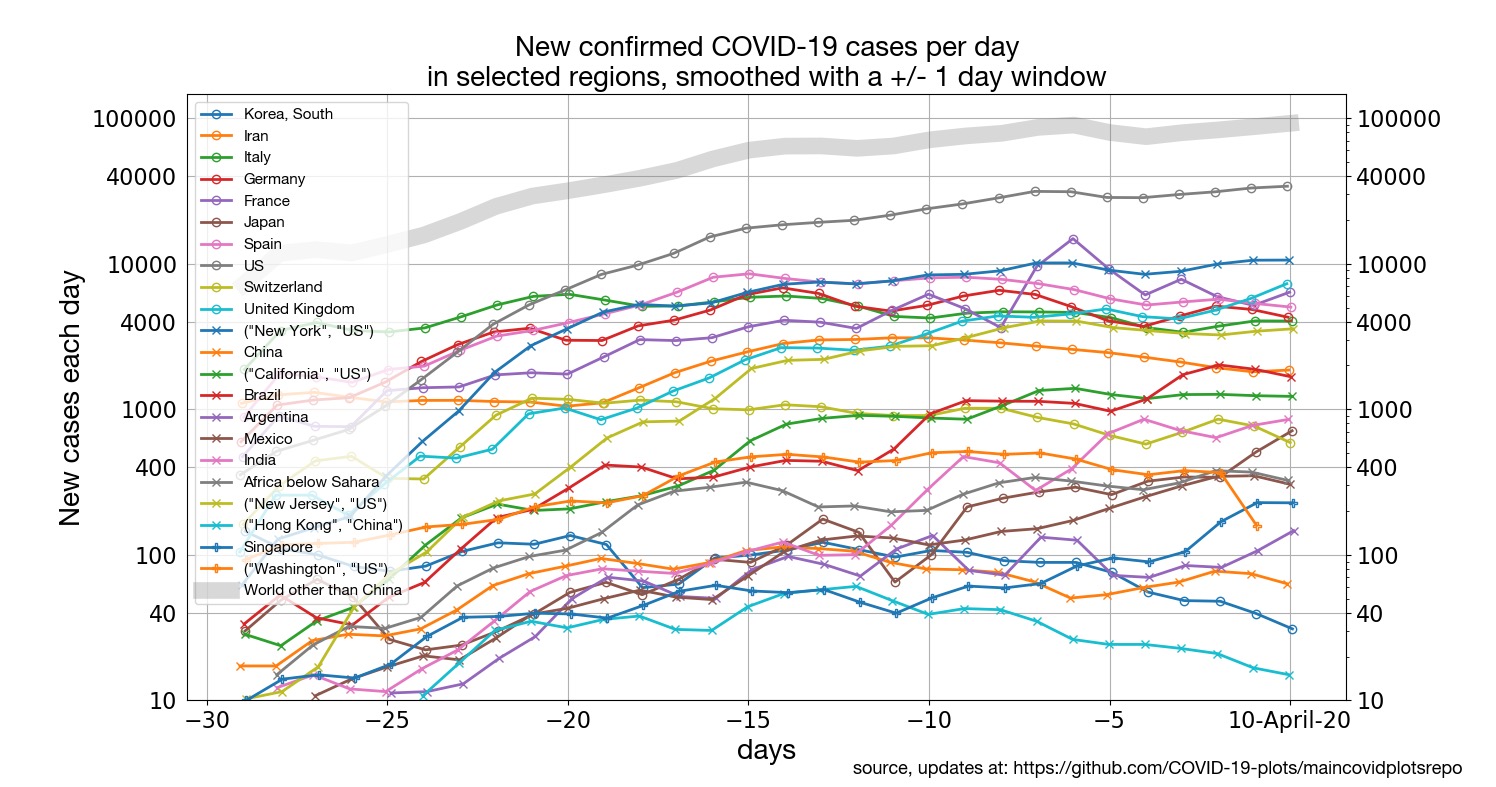 New confirmed COVID-19 cases per day
in selected regions, smoothed with a +/- 1 day window
New cases each day
100000
40000
10000
4000
1000
400
100
40
10
Korea, South
Iran
Italy
Germany
France
Japan
Spain
US
Switzerland
United Kingdom
("New York", "US")
China
("California", "US")
Brazil
Argentina
Mexico
India
Africa below Sahara
("New Jersey", "US")
("Hong Kong", "China")
Singapore
("Washington", "US")
World other than China
100000
40000
10000
4000
1000
400
100
40
10
−30 −25 −20 −15 −10 −5 10-April-20
days
source, updates at: https://github.com/COVID-19-plots/maincovidplotsrepo